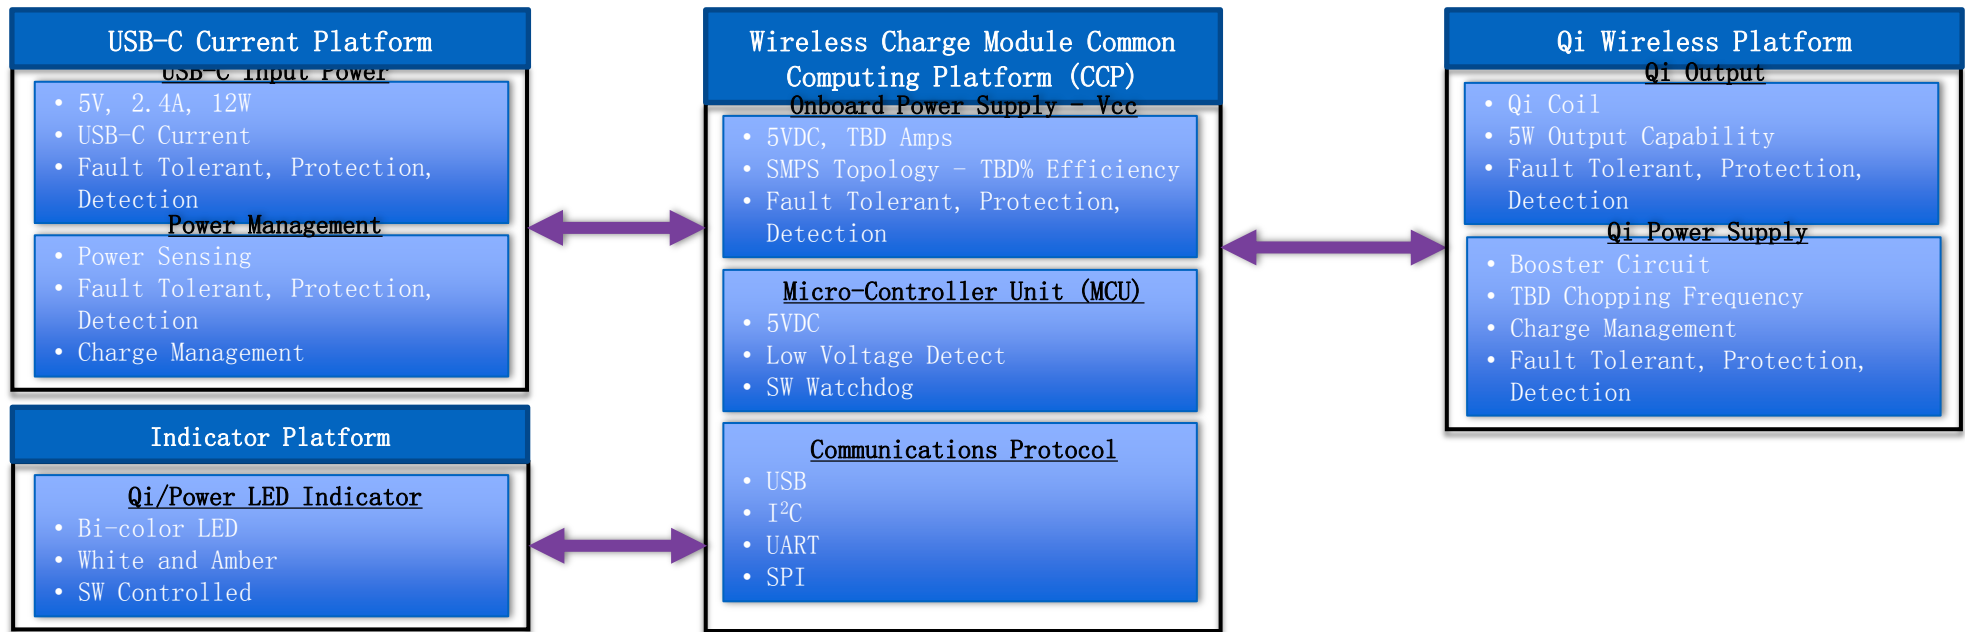 USB-C Current Platform
USB-C Input Power
• 5V, 2.4A, 12W
• USB-C Current
• Fault Tolerant, Protection,
Detection
Power Management
• Power Sensing
• Fault Tolerant, Protection,
Detection
• Charge Management
Indicator Platform
Qi/Power LED Indicator
• Bi-color LED
• White and Amber
• SW Controlled
Wireless Charge Module Common
Computing Platform (CCP)
Onboard Power Supply - Vcc
• 5VDC, TBD Amps
• SMPS Topology - TBD% Efficiency
• Fault Tolerant, Protection,
Detection
Micro-Controller Unit (MCU)
• 5VDC
• Low Voltage Detect
• SW Watchdog
Communications Protocol
• USB
• I²C
• UART
• SPI
Qi Wireless Platform
Qi Output
• Qi Coil
• 5W Output Capability
• Fault Tolerant, Protection,
Detection
Qi Power Supply
• Booster Circuit
• TBD Chopping Frequency
• Charge Management
• Fault Tolerant, Protection,
Detection